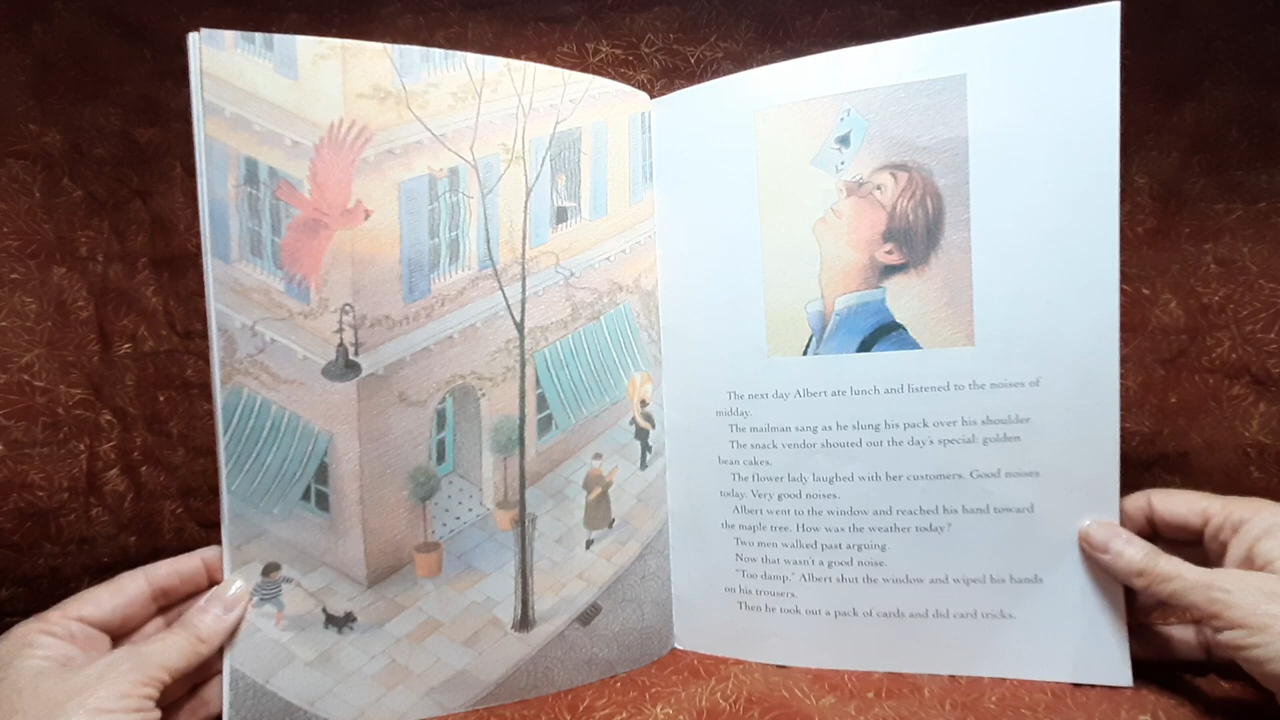 The next day Albert ate lunch and listened to the noises of
midday.
The mailman sang as he slung his pack over his shoulder
The snack vendor shouted out the day's special: golden
bean cakes.
The flower lady laughed with her customers. Good noises
today. Very good noises.
Albert went to the window and reached his hand toward
the maple tree. How was the weather today?
Two men walked past arguing.
Now that wasn't a good noise.
"Too damp." Albert shut the window and wiped his hands
on his trousers.
Then he took out a pack of cards and did card tricks.